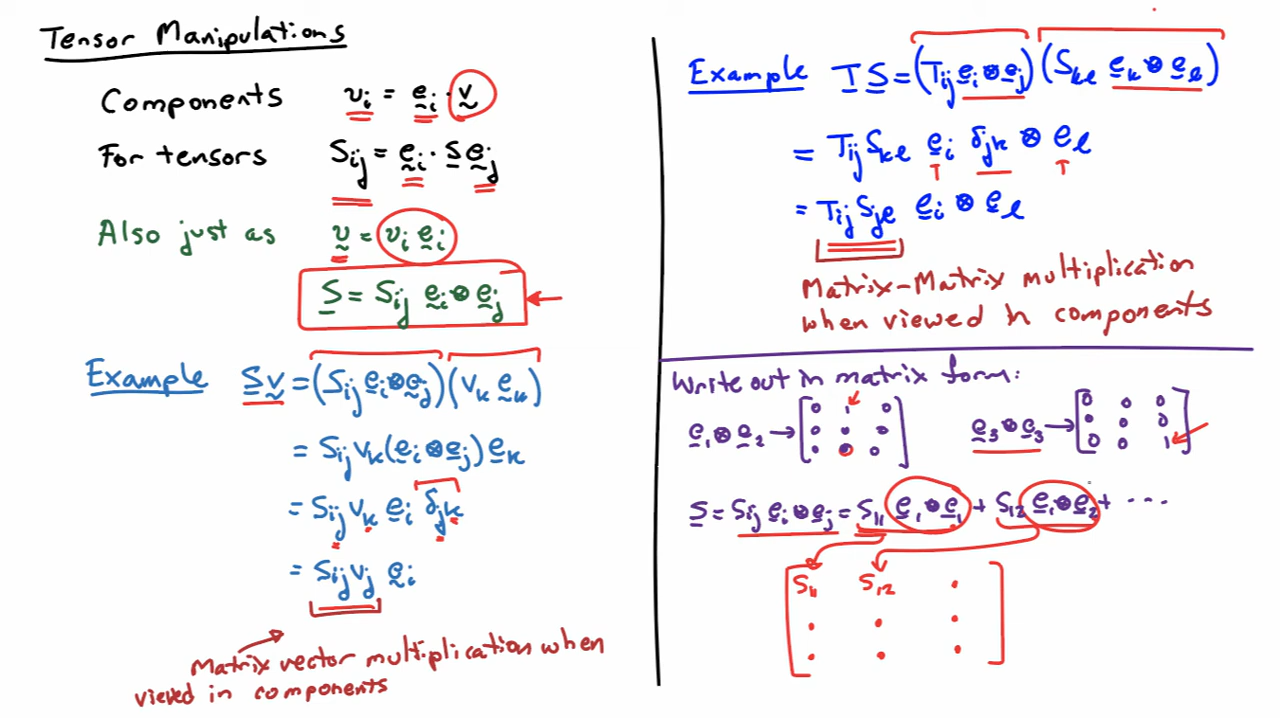 Tensor Manipulations
Components v_i = e_i · v
For tensors S_ij = e_i · S e_j
Also just as v = v_i e_i
S = S_ij e_i ⊗ e_j
Example S v = (S_ij e_i ⊗ e_j)(v_k e_k)
= S_ij v_k (e_i ⊗ e_j) e_k
= S_ij v_k e_i δ_jk
= S_ij v_j e_i
Matrix vector multiplication when
viewed in components
Example T S = (T_ij e_i ⊗ e_j)(S_kl e_k ⊗ e_l)
= T_ij S_kl e_i δ_jk ⊗ e_l
= T_ij S_jl e_i ⊗ e_l
Matrix-Matrix multiplication
when viewed in components
Write out in matrix form:
e_1 ⊗ e_2 → [0 1 0
0 0 0
0 0 0]
e_3 ⊗ e_3 → [0 0 0
0 0 0
0 0 1]
S = S_ij e_i ⊗ e_j = S_11 e_1 ⊗ e_1 + S_12 e_1 ⊗ e_2 + ...
[S_11 S_12 ·
· · ·
· · ·]